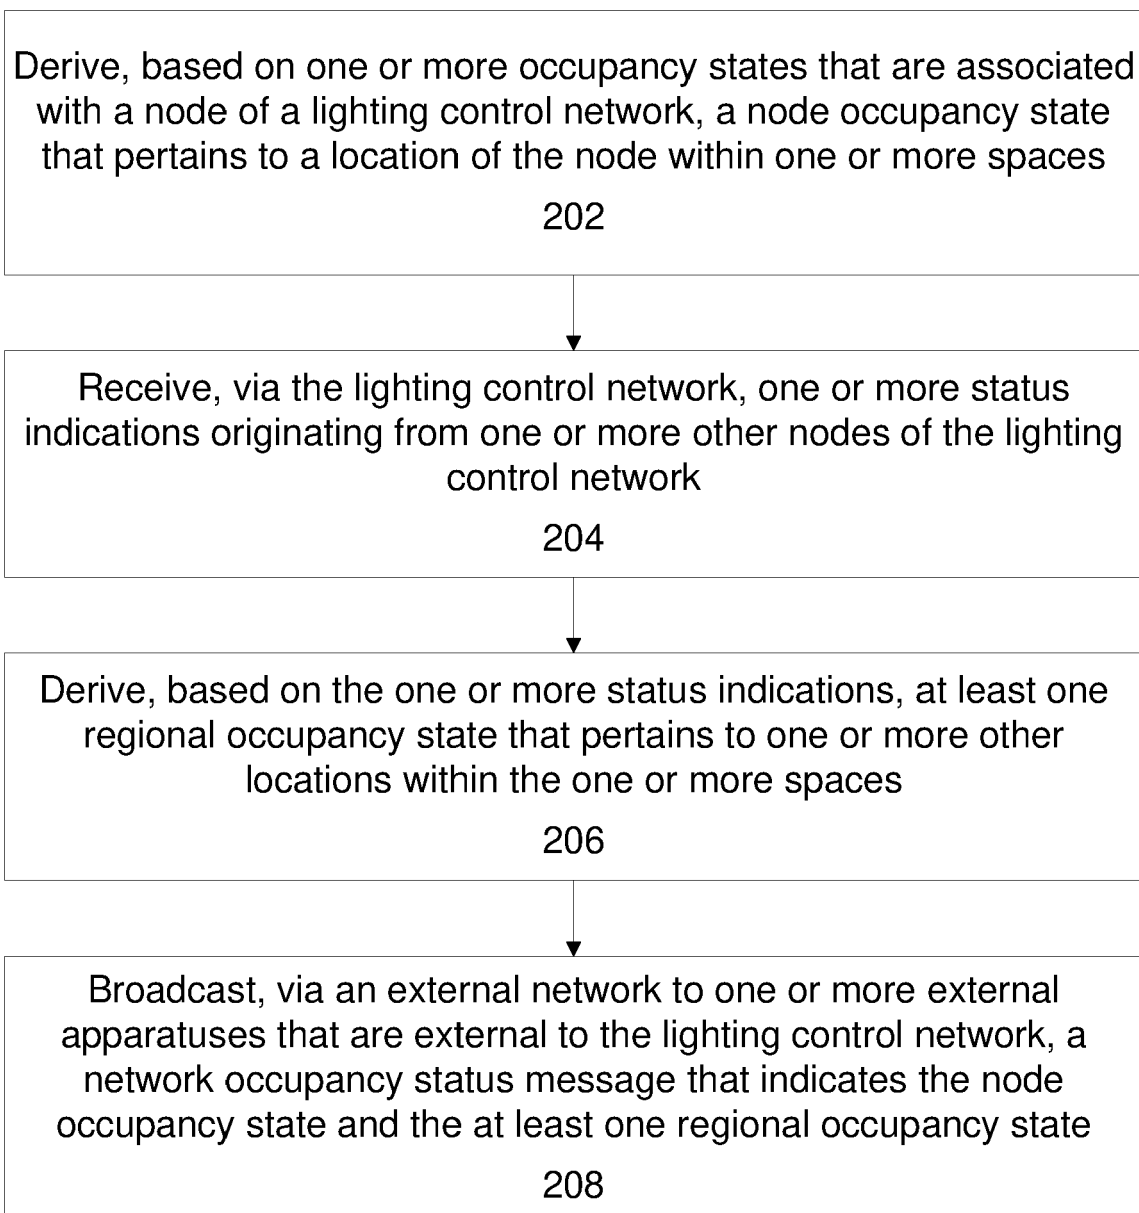 Derive, based on one or more occupancy states that are associated
with a node of a lighting control network, a node occupancy state
that pertains to a location of the node within one or more spaces
202
Receive, via the lighting control network, one or more status
indications originating from one or more other nodes of the lighting
control network
204
Derive, based on the one or more status indications, at least one
regional occupancy state that pertains to one or more other
locations within the one or more spaces
206
Broadcast, via an external network to one or more external
apparatuses that are external to the lighting control network, a
network occupancy status message that indicates the node
occupancy state and the at least one regional occupancy state
208